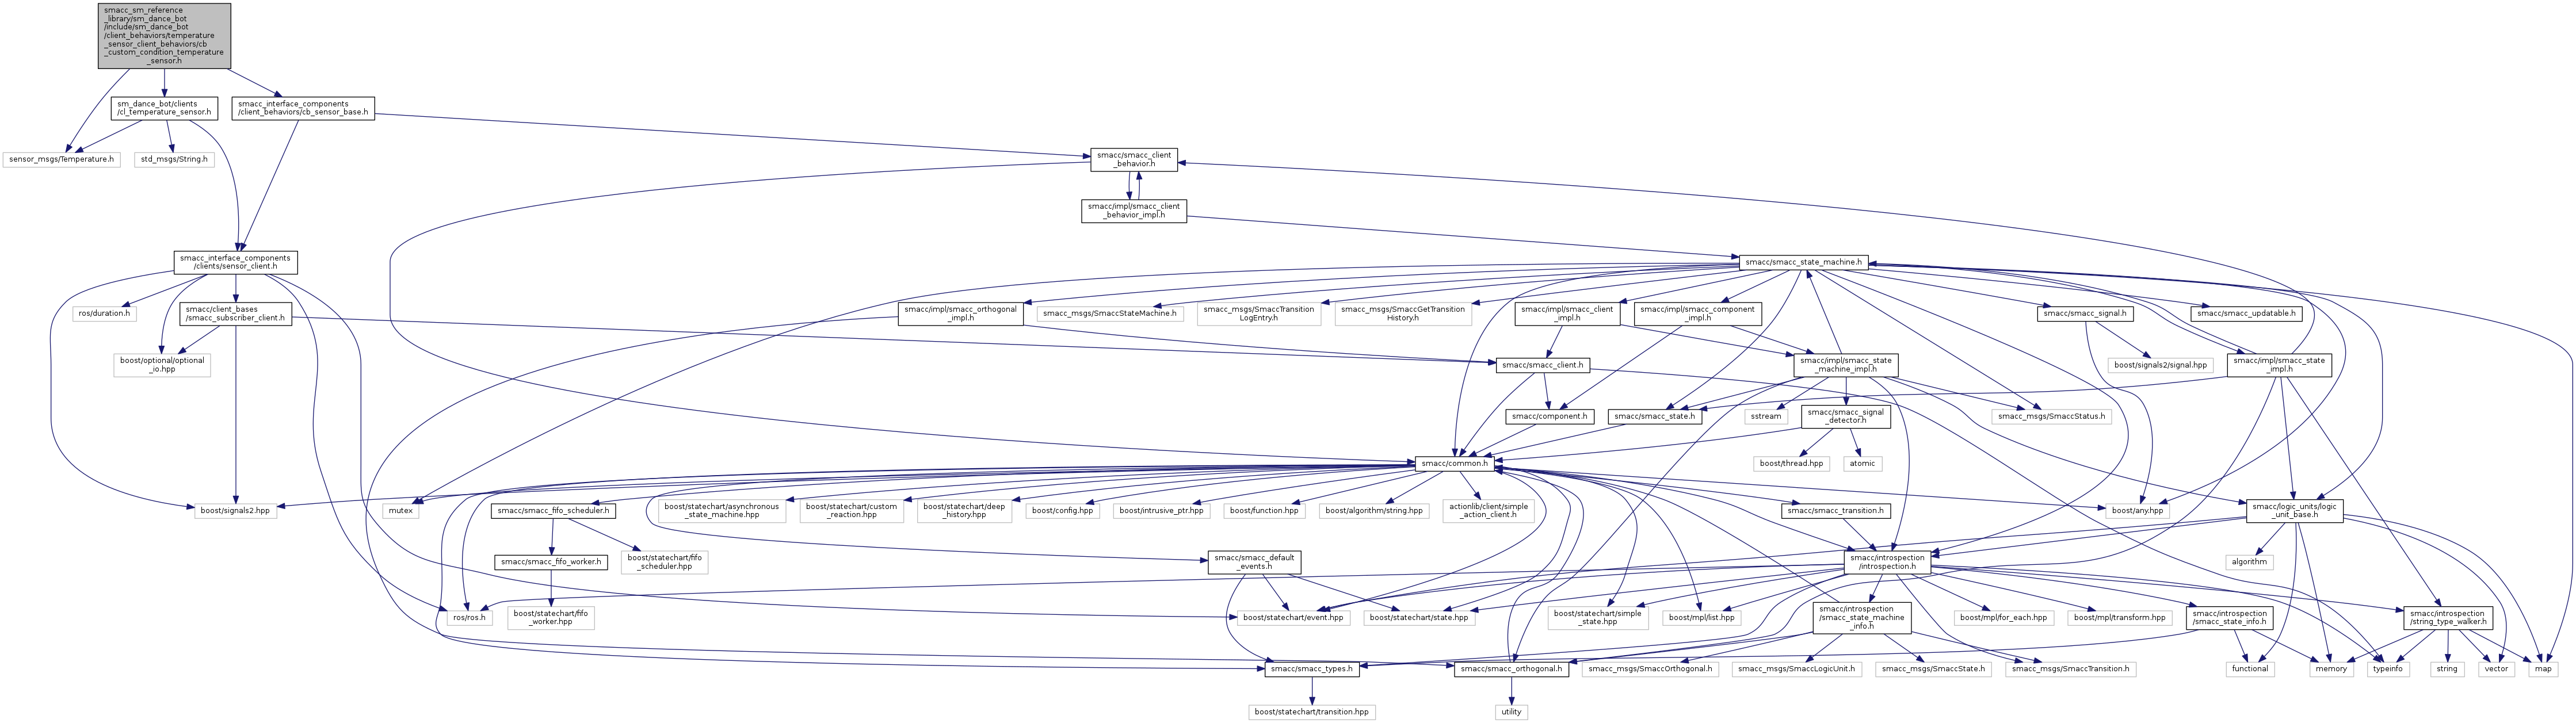 smacc_sm_reference
_library/sm_dance_bot
/include/sm_dance_bot
/client_behaviors/temperature
_sensor_client_behaviors/cb
_custom_condition_temperature
_sensor.h
sm_dance_bot/clients
/cl_temperature_sensor.h
smacc_interface_components
/client_behaviors/cb_sensor_base.h
sensor_msgs/Temperature.h
std_msgs/String.h
smacc/smacc_client
_behavior.h
smacc/impl/smacc_client
_behavior_impl.h
smacc_interface_components
/clients/sensor_client.h
smacc/smacc_state_machine.h
ros/duration.h
smacc/client_bases
/smacc_subscriber_client.h
smacc/impl/smacc_orthogonal
_impl.h
smacc_msgs/SmaccStateMachine.h
smacc_msgs/SmaccTransition
LogEntry.h
smacc_msgs/SmaccGetTransition
History.h
smacc/impl/smacc_client
_impl.h
smacc/impl/smacc_component
_impl.h
smacc/smacc_signal.h
smacc/smacc_updatable.h
boost/optional/optional
_io.hpp
smacc/smacc_client.h
smacc/impl/smacc_state
_machine_impl.h
boost/signals2/signal.hpp
smacc/impl/smacc_state
_impl.h
smacc/component.h
smacc/smacc_state.h
sstream
smacc/smacc_signal
_detector.h
smacc_msgs/SmaccStatus.h
smacc/common.h
boost/thread.hpp
atomic
boost/signals2.hpp
mutex
smacc/smacc_fifo_scheduler.h
boost/statechart/asynchronous
_state_machine.hpp
boost/statechart/custom
_reaction.hpp
boost/statechart/deep
_history.hpp
boost/config.hpp
boost/intrusive_ptr.hpp
boost/function.hpp
boost/algorithm/string.hpp
actionlib/client/simple
_action_client.h
smacc/smacc_transition.h
boost/any.hpp
smacc/logic_units/logic
_unit_base.h
smacc/smacc_fifo_worker.h
boost/statechart/fifo
_scheduler.hpp
smacc/smacc_default
_events.h
smacc/introspection
/introspection.h
algorithm
ros/ros.h
boost/statechart/fifo
_worker.hpp
boost/statechart/event.hpp
boost/statechart/state.hpp
boost/statechart/simple
_state.hpp
boost/mpl/list.hpp
smacc/introspection
/smacc_state_machine
_info.h
boost/mpl/for_each.hpp
boost/mpl/transform.hpp
smacc/introspection
/smacc_state_info.h
smacc/introspection
/string_type_walker.h
smacc/smacc_types.h
smacc/smacc_orthogonal.h
smacc_msgs/SmaccOrthogonal.h
smacc_msgs/SmaccLogicUnit.h
smacc_msgs/SmaccState.h
smacc_msgs/SmaccTransition.h
functional
memory
typeinfo
string
vector
map
boost/statechart/transition.hpp
utility